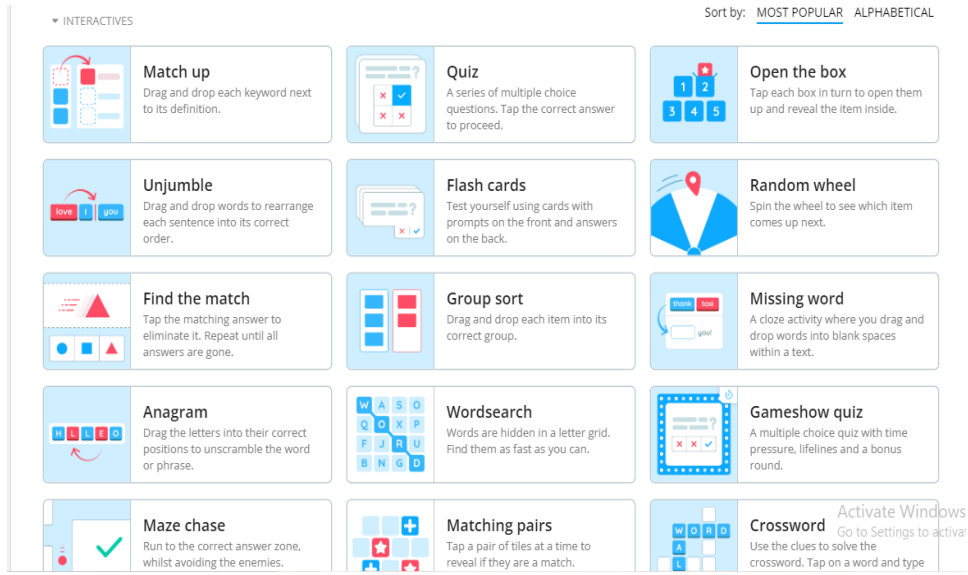 INTERACTIVES
Sort by: MOST POPULAR ALPHABETICAL
Match up
Drag and drop each keyword next
to its definition.
?
Quiz
A series of multiple choice
questions. Tap the correct answer
to proceed.
1 2
3 4 5
Open the box
Tap each box in turn to open them
up and reveal the item inside.
love I you
Unjumble
Drag and drop words to rearrange
each sentence into its correct
order.
?
Flash cards
Test yourself using cards with
prompts on the front and answers
on the back.
Random wheel
Spin the wheel to see which item
comes up next.
Find the match
Tap the matching answer to
eliminate it. Repeat until all
answers are gone.
Group sort
Drag and drop each item into its
correct group.
thank taxi
you!
Missing word
A cloze activity where you drag and
drop words into blank spaces
within a text.
H L L E O
Anagram
Drag the letters into their correct
positions to unscramble the word
or phrase.
W A S O
Q O X P
F J R U
B N G D
Wordsearch
Words are hidden in a letter grid.
Find them as fast as you can.
?
Gameshow quiz
A multiple choice quiz with time
pressure, lifelines and a bonus
round.
Maze chase
Run to the correct answer zone,
whilst avoiding the enemies.
Matching pairs
Tap a pair of tiles at a time to
reveal if they are a match.
W O R D
A
L
Crossword
Use the clues to solve the
crossword. Tap on a word and type
Activate Windows
Go to Settings to activat